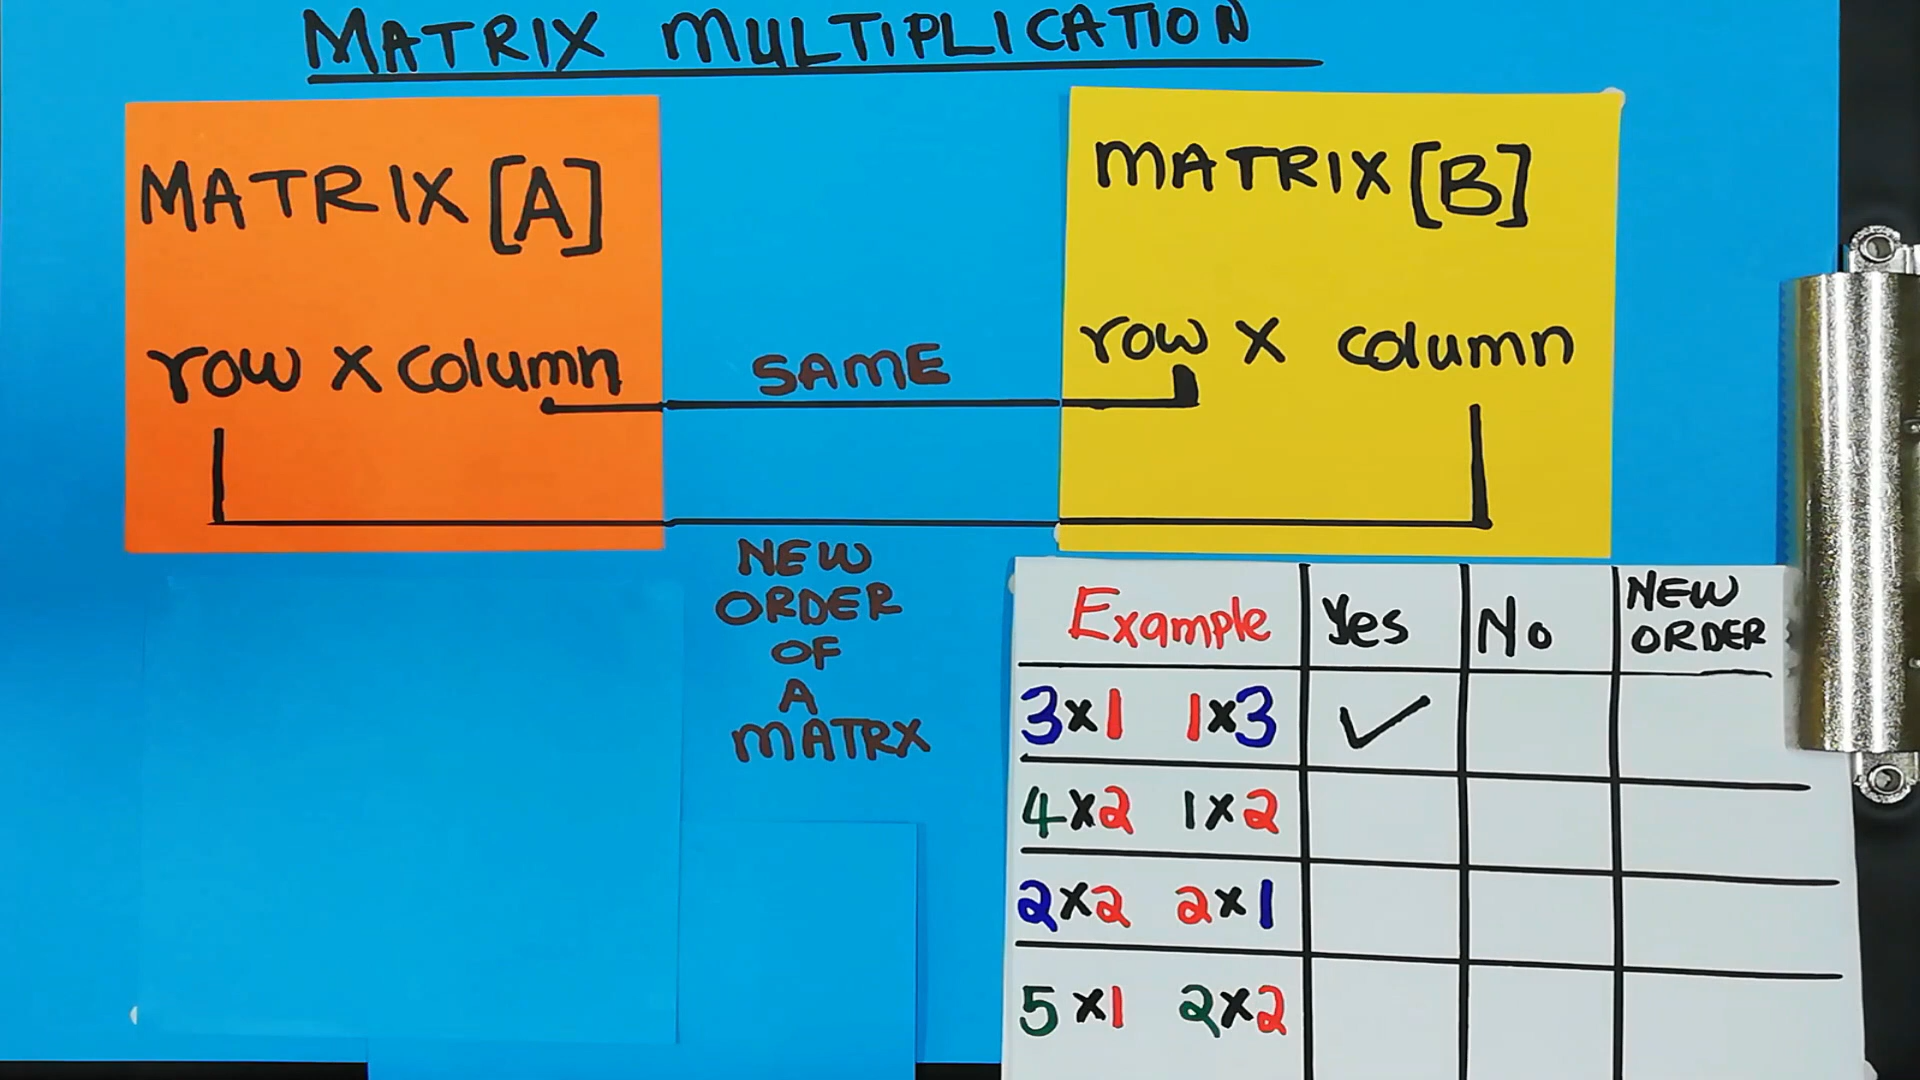 MATRIX MULTIPLICATION
MATRIX [A]
row X column
SAME
MATRIX [B]
row X column
NEW
ORDER
OF
A
MATRX
Example Yes No NEW ORDER
3x1 1x3 ✓
4x2 1x2
2x2 2x1
5x1 2x2